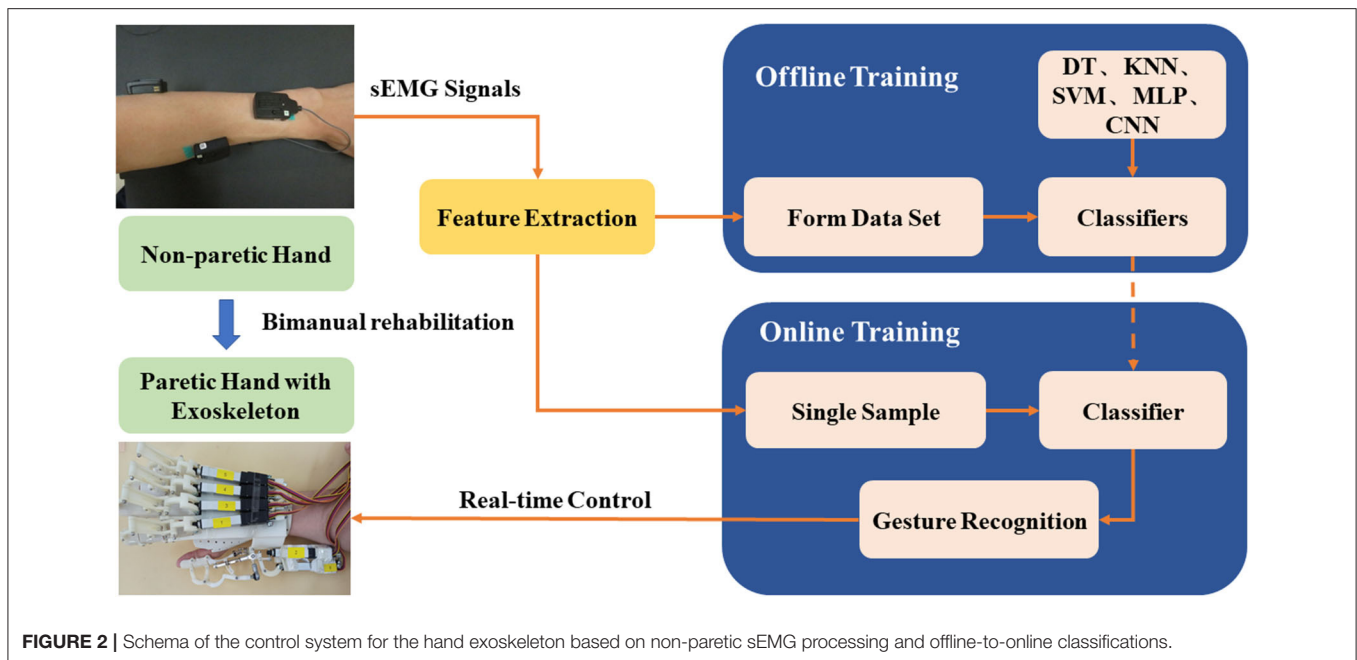 sEMG Signals
Non-paretic Hand
Bimanual rehabilitation
Paretic Hand with
Exoskeleton
Feature Extraction
Offline Training
DT、KNN、
SVM、MLP、
CNN
Form Data Set
Classifiers
Online Training
Single Sample
Classifier
Gesture Recognition
Real-time Control
FIGURE 2 | Schema of the control system for the hand exoskeleton based on non-paretic sEMG processing and offline-to-online classifications.